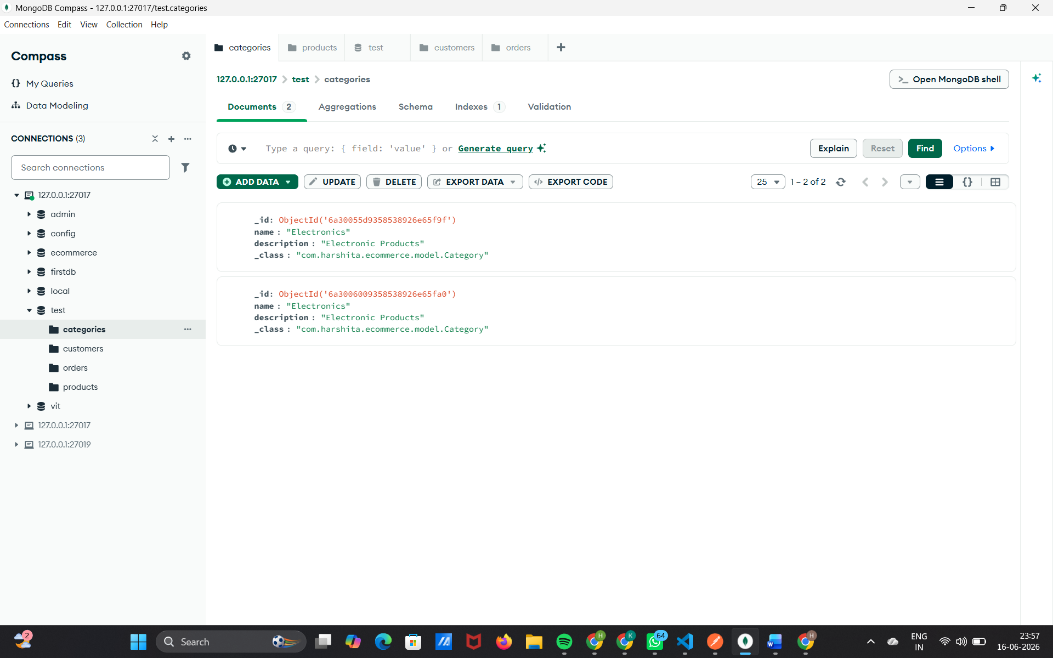 MongoDB Compass - 127.0.0.1:27017/test.categories
Connections Edit View Collection Help
Compass
My Queries
Data Modeling
CONNECTIONS (3)
Search connections
127.0.0.1:27017
admin
config
ecommerce
firstdb
local
test
categories
customers
orders
products
vit
127.0.0.1:27017
127.0.0.1:27019
categories products test customers orders
127.0.0.1:27017 > test > categories
>_ Open MongoDB shell
Documents 2 Aggregations Schema Indexes 1 Validation
Type a query: { field: 'value' } or Generate query
Explain Reset Find Options
ADD DATA UPDATE DELETE EXPORT DATA EXPORT CODE
25 1 – 2 of 2
_id: ObjectId('6a30055d9358538926e65f9f')
name : "Electronics"
description : "Electronic Products"
_class : "com.harshita.ecommerce.model.Category"
_id: ObjectId('6a3006009358538926e65fa0')
name : "Electronics"
description : "Electronic Products"
_class : "com.harshita.ecommerce.model.Category"
2
Search
H
K
64
H
ENG
IN
23:57
16-06-2026